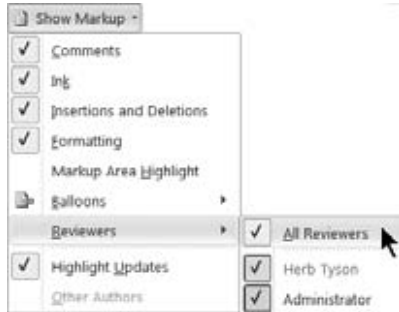 Show Markup
Comments
Ink
Insertions and Deletions
Formatting
Markup Area Highlight
Balloons
Reviewers
All Reviewers
Highlight Updates
Herb Tyson
Other Authors
Administrator